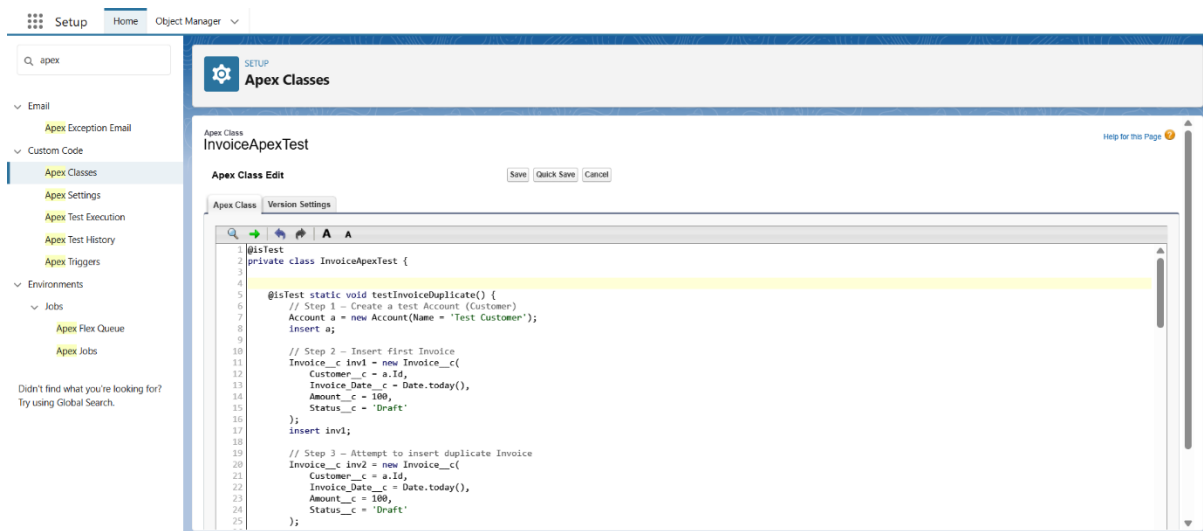 Setup
Home
Object Manager
apex
Email
Apex Exception Email
Custom Code
Apex Classes
Apex Settings
Apex Test Execution
Apex Test History
Apex Triggers
Environments
Jobs
Apex Flex Queue
Apex Jobs
Didn't find what you're looking for?
Try using Global Search.
SETUP
Apex Classes
Apex Class
InvoiceApexTest
Help for this Page ?
Apex Class Edit
Save Quick Save Cancel
Apex Class Version Settings
A A
1 @isTest
2 private class InvoiceApexTest {
3
4
5 @isTest static void testInvoiceDuplicate() {
6 // Step 1 – Create a test Account (Customer)
7 Account a = new Account(Name = 'Test Customer');
8 insert a;
9
10 // Step 2 – Insert first Invoice
11 Invoice__c inv1 = new Invoice__c(
12 Customer__c = a.Id,
13 Invoice_Date__c = Date.today(),
14 Amount__c = 100,
15 Status__c = 'Draft'
16 );
17 insert inv1;
18
19 // Step 3 – Attempt to insert duplicate Invoice
20 Invoice__c inv2 = new Invoice__c(
21 Customer__c = a.Id,
22 Invoice_Date__c = Date.today(),
23 Amount__c = 100,
24 Status__c = 'Draft'
25 );